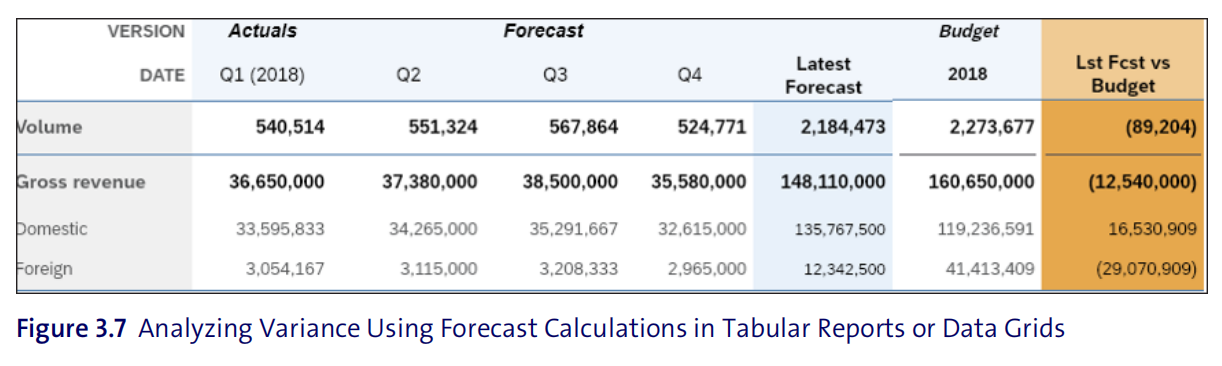 VERSION Actuals Forecast Budget
DATE Q1 (2018) Q2 Q3 Q4 Latest Forecast 2018 Lst Fcst vs Budget
Volume 540,514 551,324 567,864 524,771 2,184,473 2,273,677 (89,204)
Gross revenue 36,650,000 37,380,000 38,500,000 35,580,000 148,110,000 160,650,000 (12,540,000)
Domestic 33,595,833 34,265,000 35,291,667 32,615,000 135,767,500 119,236,591 16,530,909
Foreign 3,054,167 3,115,000 3,208,333 2,965,000 12,342,500 41,413,409 (29,070,909)
Figure 3.7 Analyzing Variance Using Forecast Calculations in Tabular Reports or Data Grids